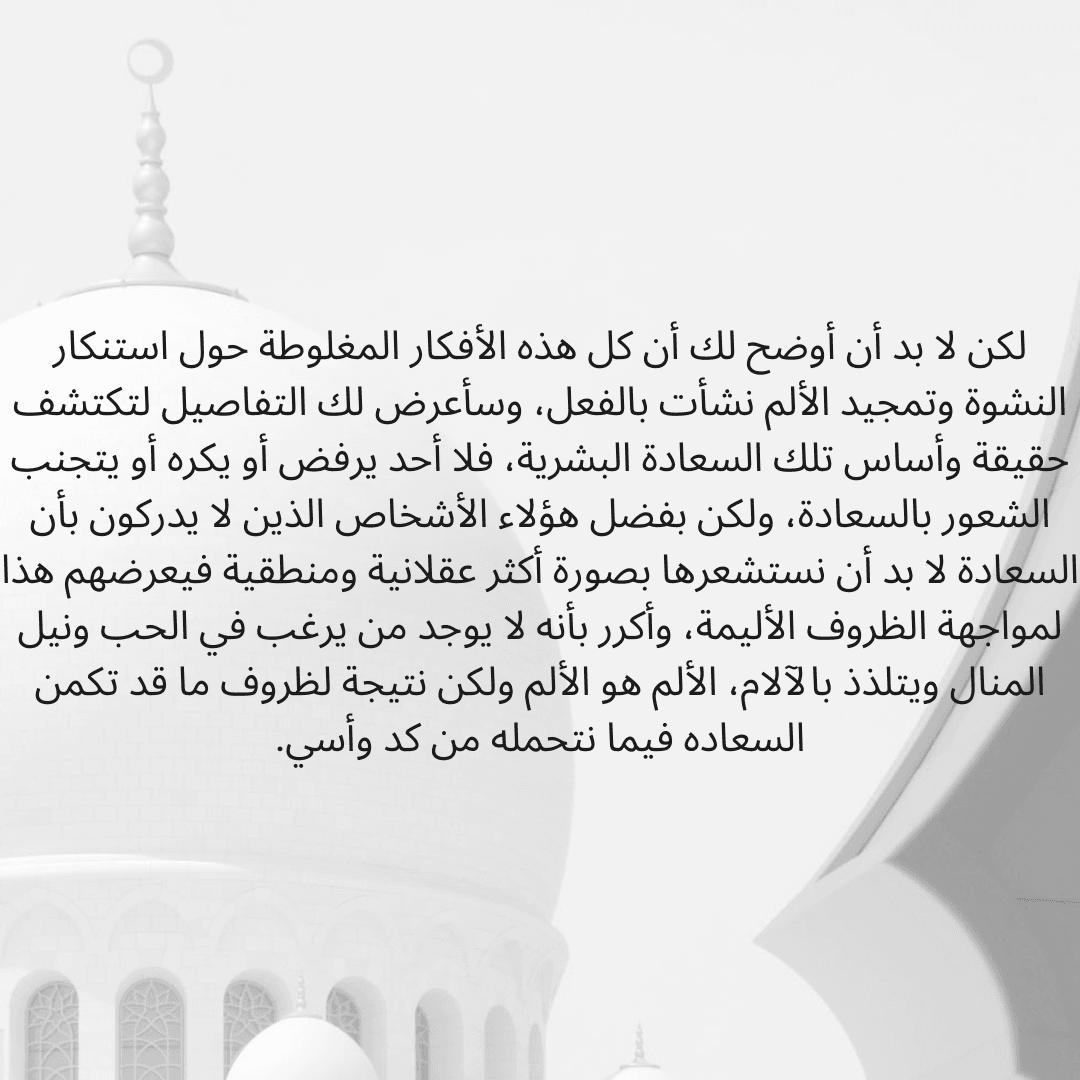 لكن لا بد أن أوضح لك أن كل هذه الأفكار المغلوطة حول استنكار
النشوة وتمجيد الألم نشأت بالفعل، وسأعرض لك التفاصيل لتكتشف
حقيقة وأساس تلك السعادة البشرية، فلا أحد يرفض أو يكره أو يتجنب
الشعور بالسعادة، ولكن بفضل هؤلاء الأشخاص الذين لا يدركون بأن
السعادة لا بد أن نستشعرها بصورة أكثر عقلانية ومنطقية فيعرضهم هذا
لمواجهة الظروف الأليمة، وأكرر بأنه لا يوجد من يرغب في الحب ونيل
المنال ويتلذذ بالآلام، الألم هو الألم ولكن نتيجة لظروف ما قد تكمن
السعاده فيما نتحمله من كد وأسي.